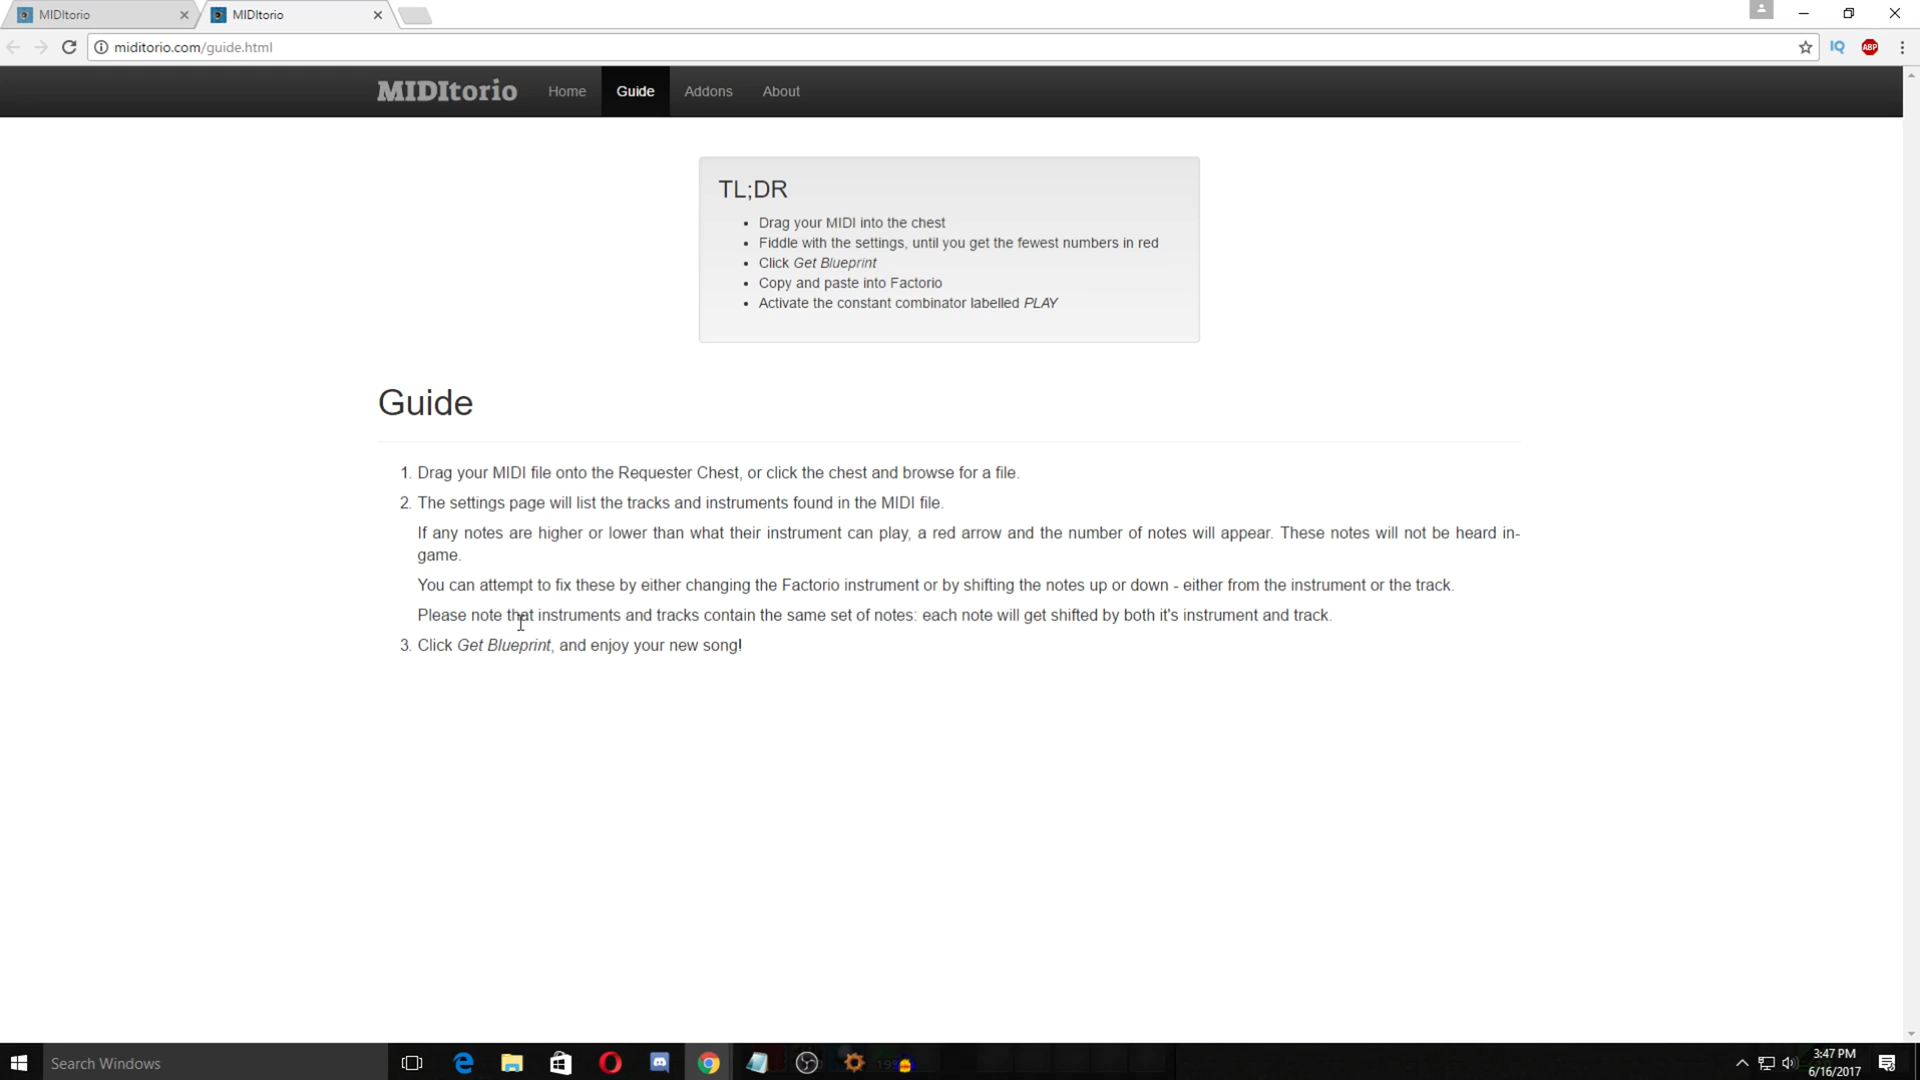 MIDItorio
MIDItorio
miditorio.com/guide.html
IQ
ABP
MIDItorio Home Guide Addons About
TL;DR
• Drag your MIDI into the chest
• Fiddle with the settings, until you get the fewest numbers in red
• Click Get Blueprint
• Copy and paste into Factorio
• Activate the constant combinator labelled PLAY
Guide
1. Drag your MIDI file onto the Requester Chest, or click the chest and browse for a file.
2. The settings page will list the tracks and instruments found in the MIDI file.
If any notes are higher or lower than what their instrument can play, a red arrow and the number of notes will appear. These notes will not be heard in-
game.
You can attempt to fix these by either changing the Factorio instrument or by shifting the notes up or down - either from the instrument or the track.
Please note that instruments and tracks contain the same set of notes: each note will get shifted by both it's instrument and track.
3. Click Get Blueprint, and enjoy your new song!
Search Windows
3:47 PM
6/16/2017